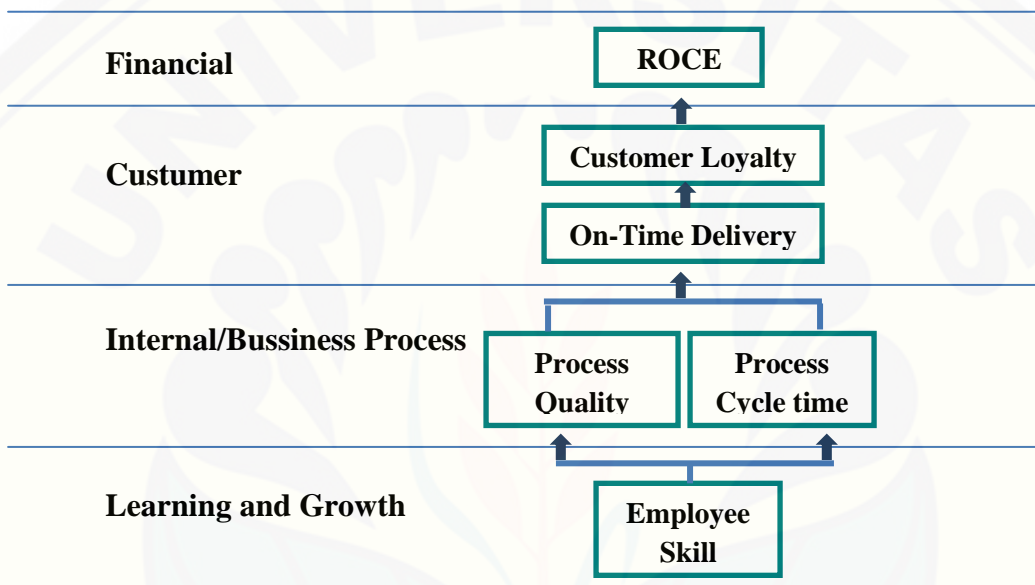 UNIVERSITAS
Financial
ROCE
Customer Loyalty
Custumer
On-Time Delivery
Internal/Bussiness Process
Process
Quality
Process
Cycle time
Learning and Growth
Employee
Skill